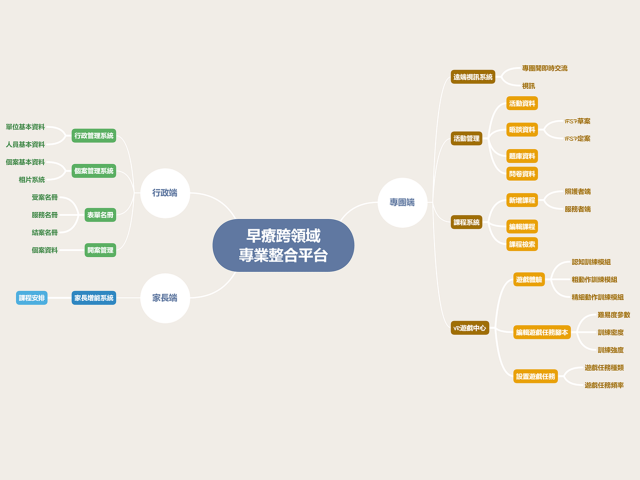 早療跨領域
專業整合平台
行政端
行政管理系統
單位基本資料
人員基本資料
個案管理系統
個案基本資料
相片系統
表單名冊
受案名冊
服務名冊
結案名冊
開案管理
個案資料
家長端
家長增能系統
課程安排
專團端
遠端視訊系統
專團間即時交流
視訊
活動管理
活動資料
療訓資料
IFSP草案
IFSP定案
觀察資料
問卷資料
課程系統
新增課程
照護者端
服務者端
編輯課程
課程檢索
VR遊戲中心
遊戲體驗
認知訓練模組
粗動作訓練模組
精細動作訓練模組
編輯遊戲任務腳本
難易度參數
訓練密度
訓練強度
設置遊戲任務
遊戲任務種類
遊戲任務頻率